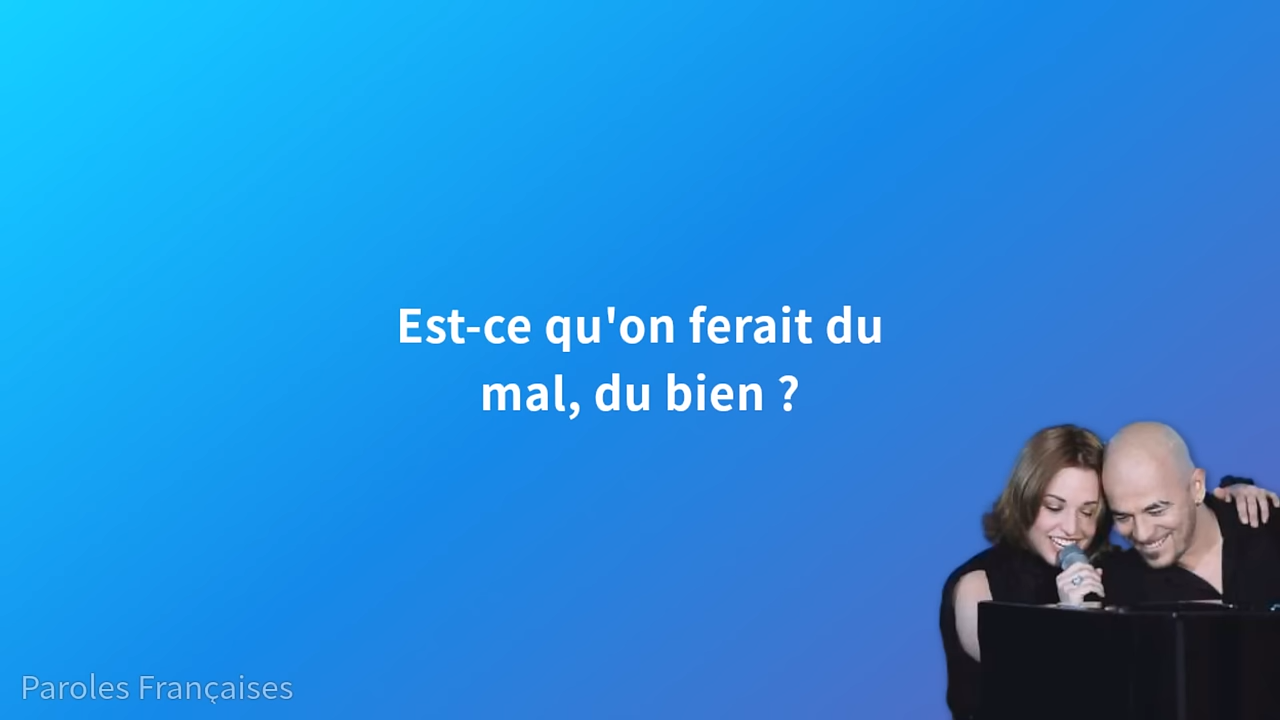 Est-ce qu'on ferait du
mal, du bien ?
Paroles Françaises